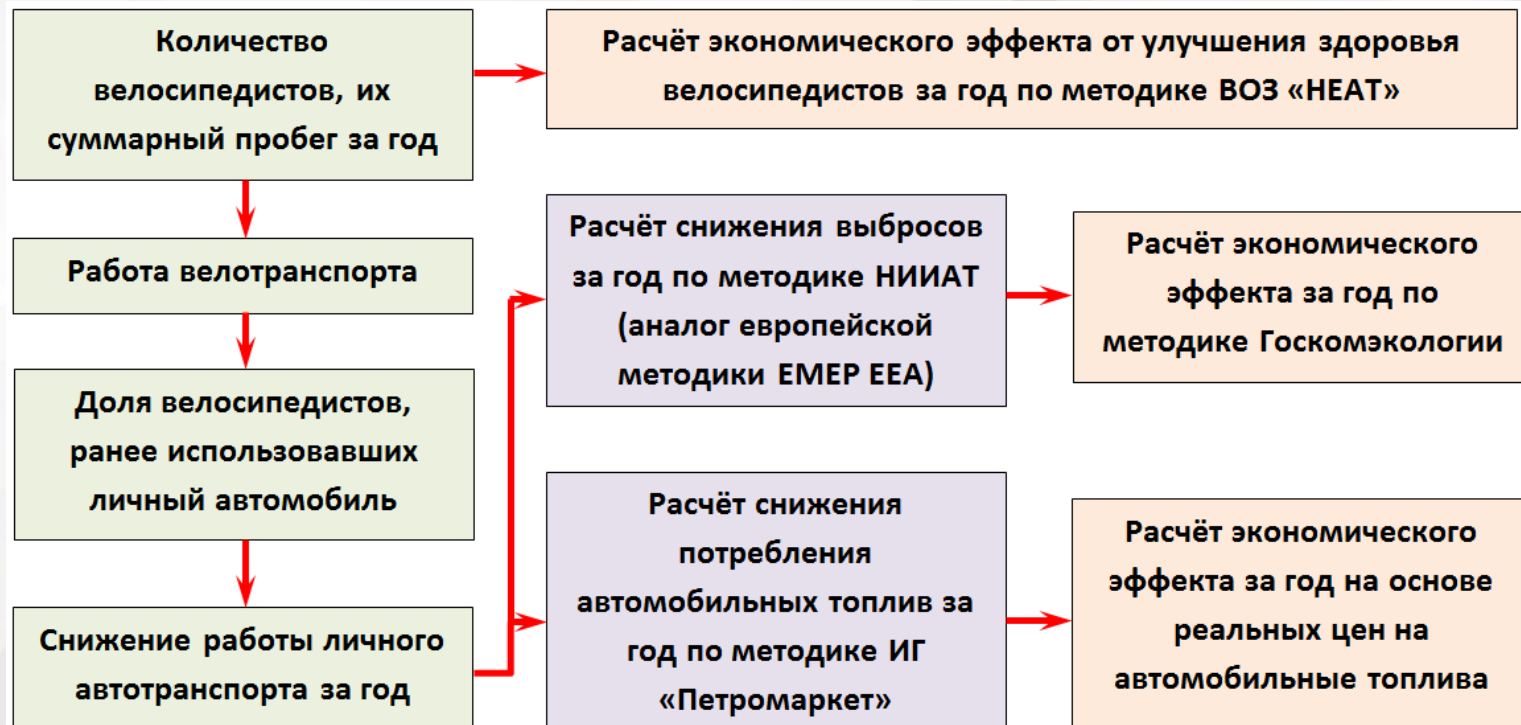 Количество
велосипедистов, их
суммарный пробег за год
Расчёт экономического эффекта от улучшения здоровья
велосипедистов за год по методике ВОЗ «HEAT»
Работа велотранспорта
Расчёт снижения выбросов
за год по методике НИИАТ
(аналог европейской
методики EMEP EEA)
Расчёт экономического
эффекта за год по
методике Госкомэкологии
Доля велосипедистов,
ранее использовавших
личный автомобиль
Расчёт снижения
потребления
автомобильных топлив за
год по методике ИГ
«Петромаркет»
Расчёт экономического
эффекта за год на основе
реальных цен на
автомобильные топлива
Снижение работы личного
автотранспорта за год